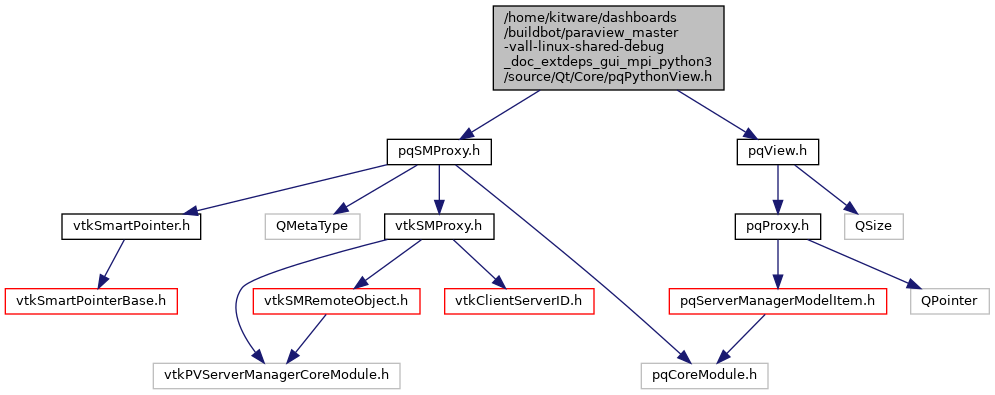 /home/kitware/dashboards
/buildbot/paraview_master
-vall-linux-shared-debug
_doc_extdeps_gui_mpi_python3
/source/Qt/Core/pqPythonView.h
pqSMProxy.h
pqView.h
vtkSmartPointer.h
QMetaType
vtkSMProxy.h
pqProxy.h
QSize
vtkSmartPointerBase.h
vtkSMRemoteObject.h
vtkClientServerID.h
pqServerManagerModelItem.h
QPointer
vtkPVServerManagerCoreModule.h
pqCoreModule.h